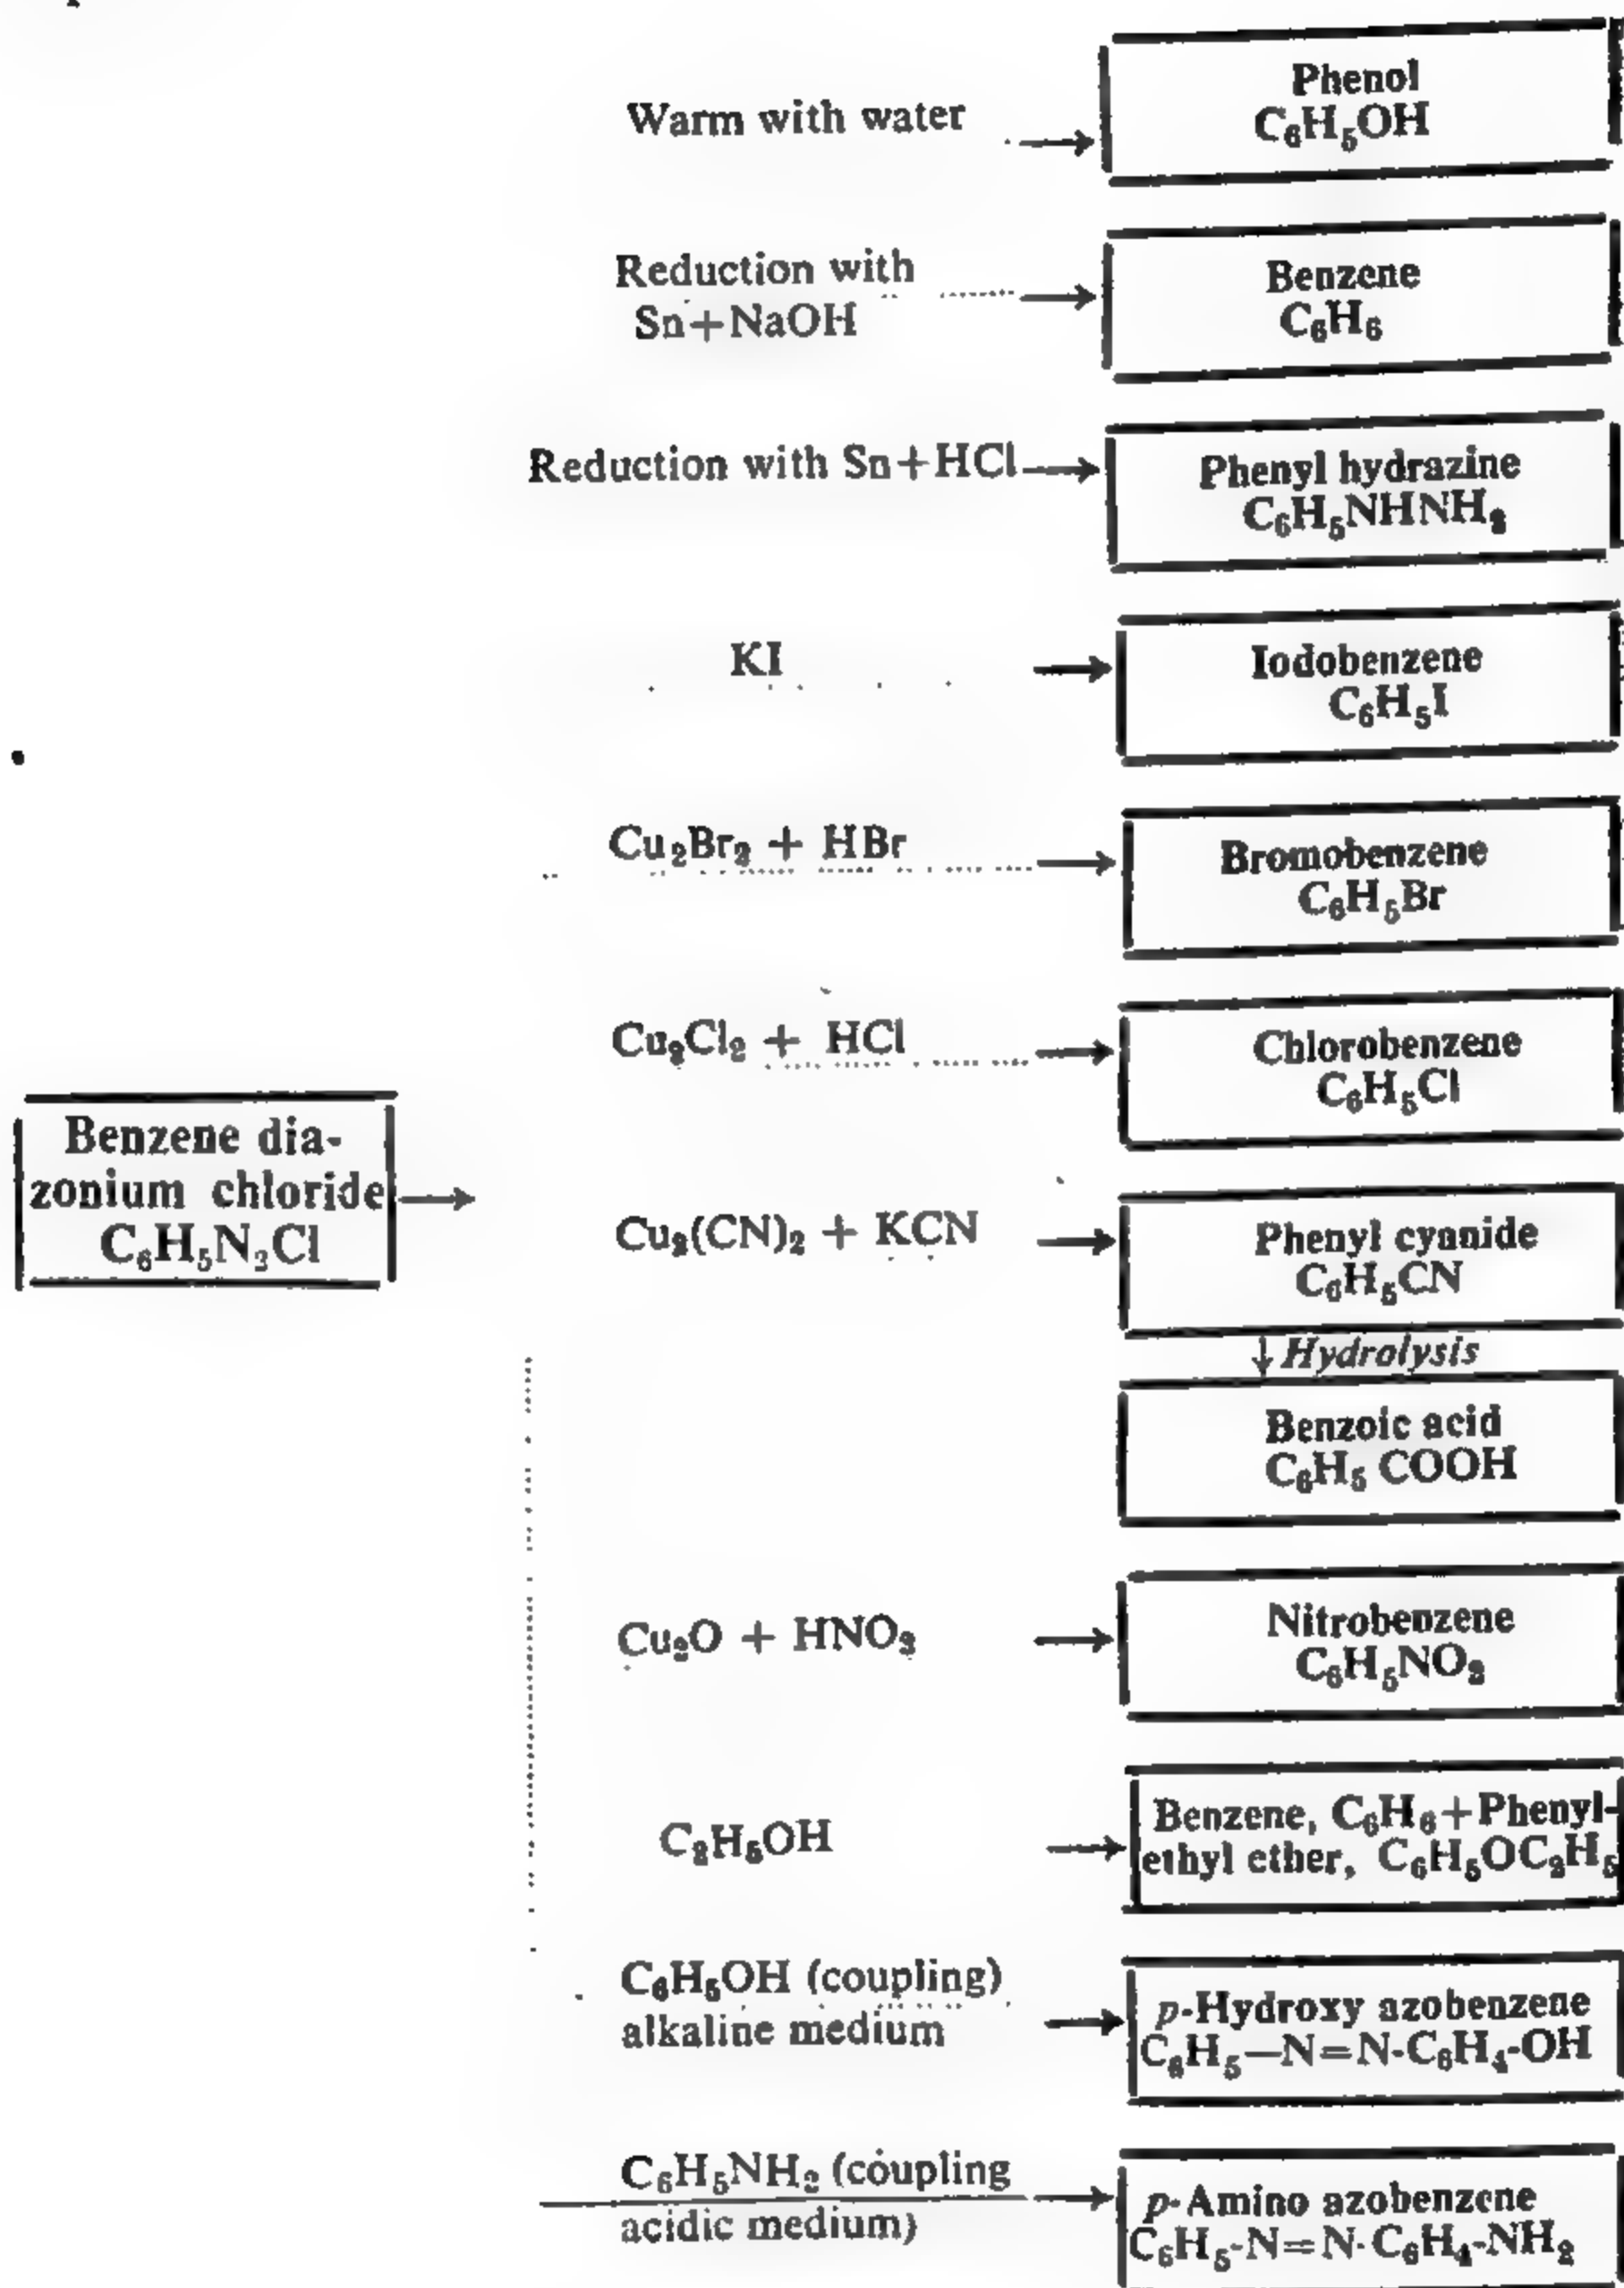 Warm with water
Phenol
C₆H₅OH
Reduction with
Sn+NaOH
Benzene
C₆H₆
Reduction with Sn+HCl
Phenyl hydrazine
C₆H₅NHNH₂
KI
Iodobenzene
C₆H₅I
Cu₂Br₂ + HBr
Bromobenzene
C₆H₅Br
Cu₂Cl₂ + HCl
Chlorobenzene
C₆H₅Cl
Benzene dia-
zonium chloride
C₆H₅N₂Cl
Cu₂(CN)₂ + KCN
Phenyl cyanide
C₆H₅CN
Hydrolysis
Benzoic acid
C₆H₅ COOH
Cu₂O + HNO₃
Nitrobenzene
C₆H₅NO₂
C₂H₅OH
Benzene, C₆H₆+Phenyl-
ethyl ether, C₆H₅OC₂H₅
C₆H₅OH (coupling)
alkaline medium
p-Hydroxy azobenzene
C₆H₅—N=N-C₆H₄-OH
C₆H₅NH₂ (coupling
acidic medium)
p-Amino azobenzene
C₆H₅-N=N-C₆H₄-NH₂